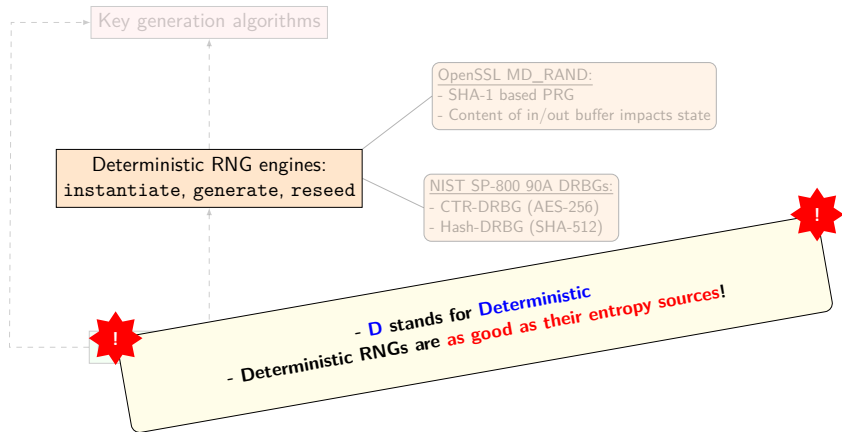 Key generation algorithms
OpenSSL MD_RAND:
- SHA-1 based PRG
- Content of in/out buffer impacts state
Deterministic RNG engines:
instantiate, generate, reseed
NIST SP-800 90A DRBGs:
- CTR-DRBG (AES-256)
- Hash-DRBG (SHA-512)
!
- D stands for Deterministic
- Deterministic RNGs are as good as their entropy sources!
!